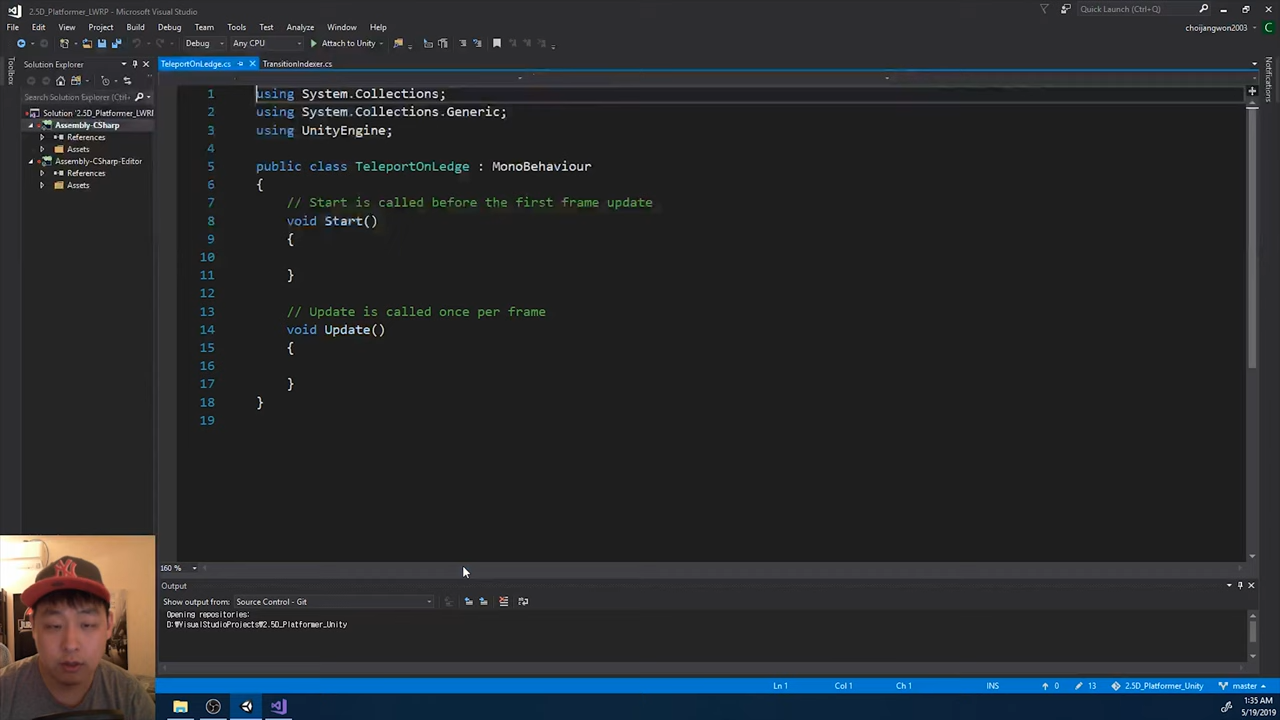 2.5D_Platformer_LWRP - Microsoft Visual Studio
Quick Launch (Ctrl+Q)
File Edit View Project Build Debug Team Tools Test Analyze Window Help
choijangwon2003
C
Debug Any CPU Attach to Unity
Toolbox
Solution Explorer
TeleportOnLedge.cs TransitionIndexer.cs
Notifications
Search Solution Explorer (Ctrl+
Solution '2.5D_Platformer_LWRP
Assembly-CSharp
References
Assets
Assembly-CSharp-Editor
References
Assets
1 using System.Collections;
2 using System.Collections.Generic;
3 using UnityEngine;
4
5 public class TeleportOnLedge : MonoBehaviour
6 {
7 // Start is called before the first frame update
8 void Start()
9 {
10
11 }
12
13 // Update is called once per frame
14 void Update()
15 {
16
17 }
18 }
19
160 %
Output
Show output from: Source Control - Git
Opening repositories:
D:₩VisualStudioProjects₩2.5D_Platformer_Unity
Ln 1 Col 1 Ch 1 INS 0 13 2.5D_Platformer_Unity master
1:35 AM
5/19/2019